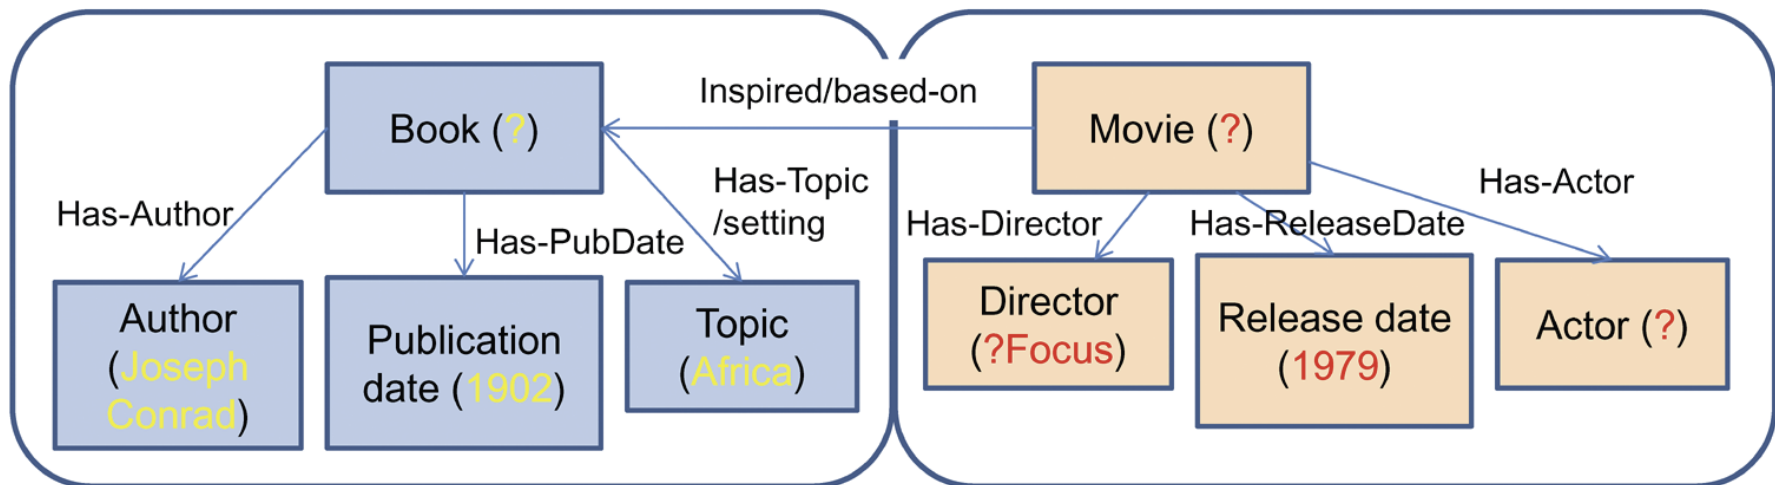 Inspired/based-on
Book (?)
Movie (?)
Has-Author
Has-PubDate
Has-Topic
/setting
Has-Director
Has-ReleaseDate
Has-Actor
Author
(Joseph
Conrad)
Publication
date (1902)
Topic
(Africa)
Director
(?Focus)
Release date
(1979)
Actor (?)